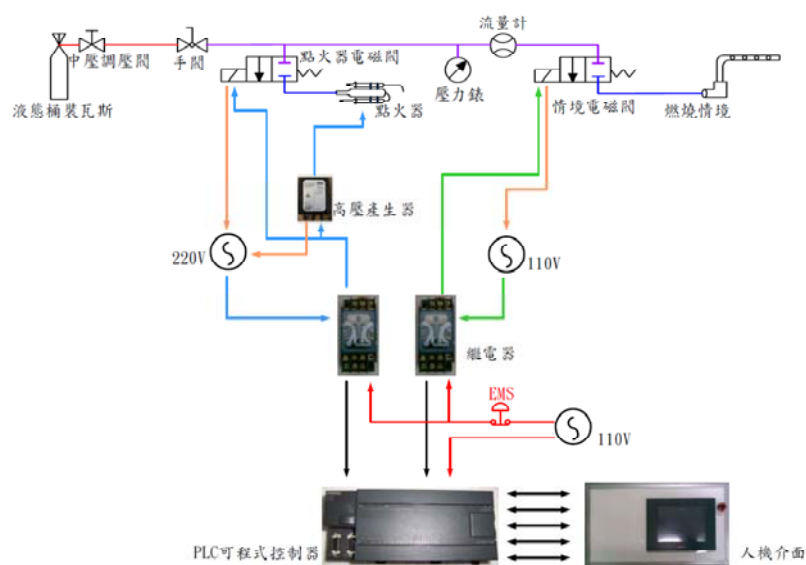 流量計
中壓調壓閥
手閥
點火器電磁閥
液態桶裝瓦斯
點火器
壓力錶
情境電磁閥
燃燒情境
高壓產生器
220V
110V
繼電器
EMS
110V
PLC可程式控制器
人機介面